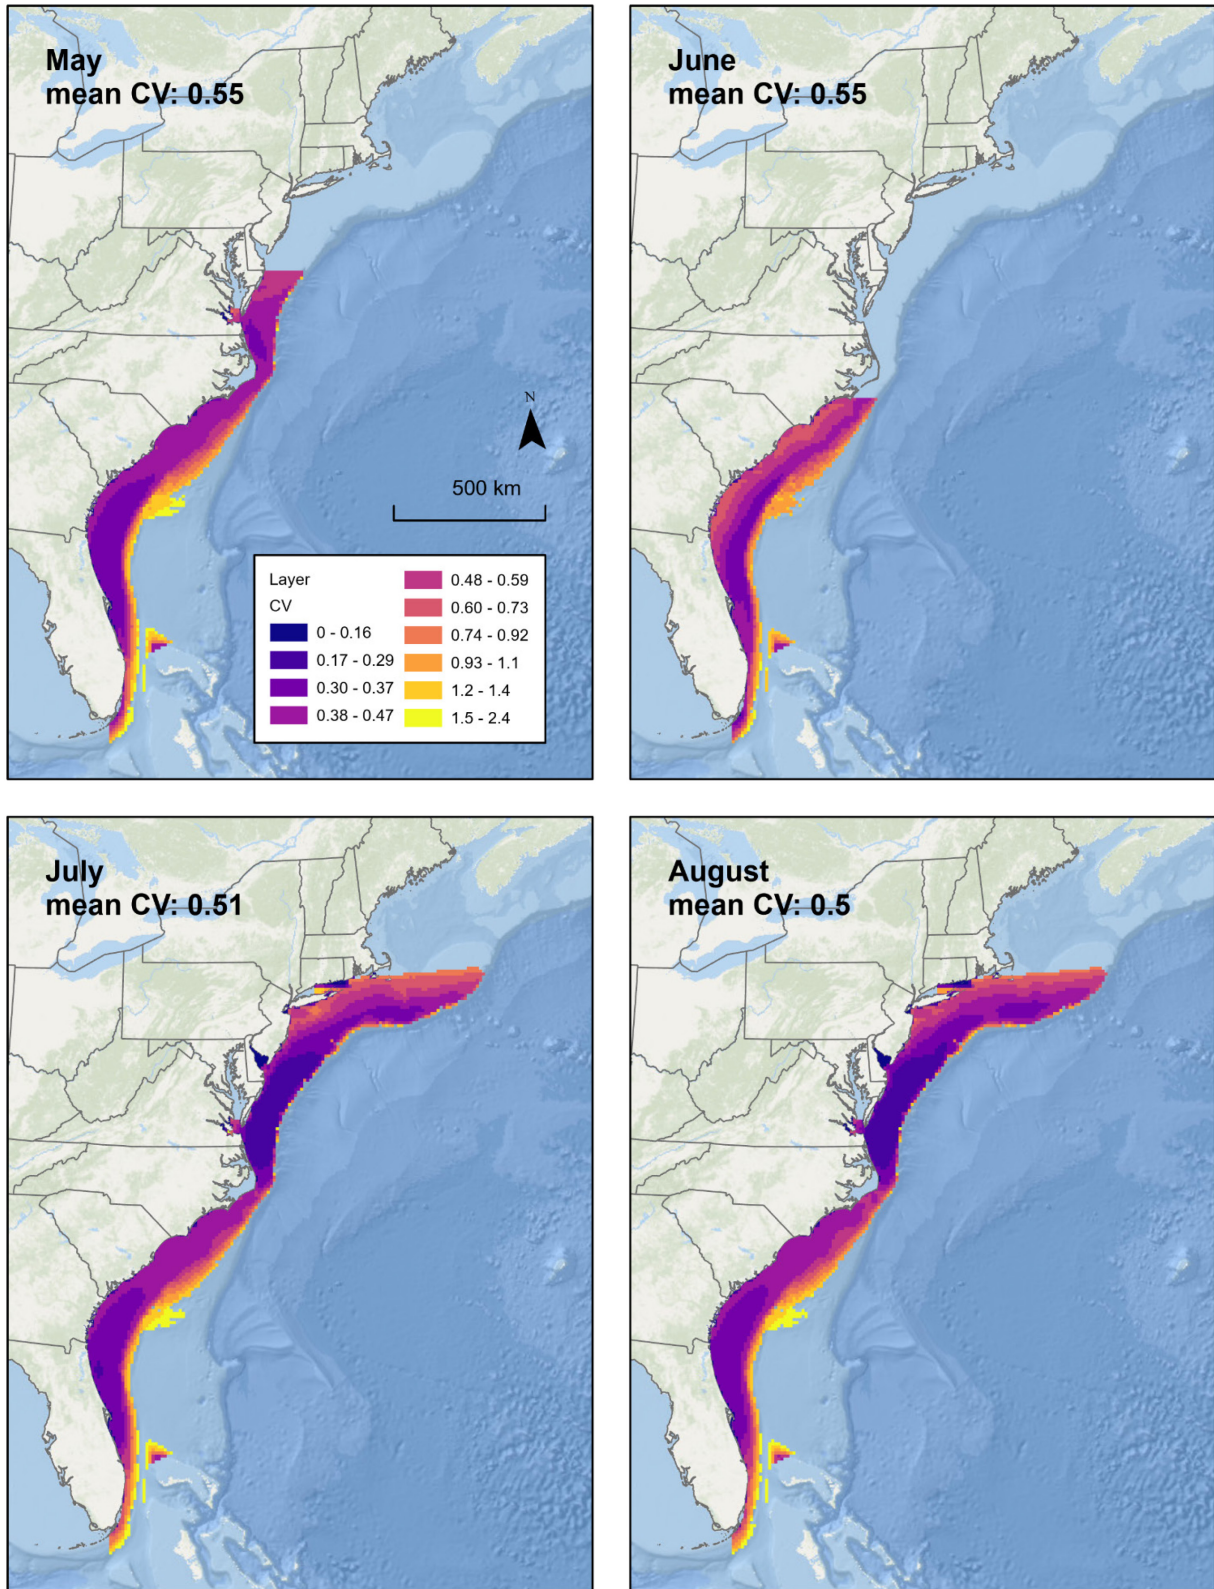 May
mean CV: 0.55
June
mean CV: 0.55
N
500 km
Layer
CV
0 - 0.16
0.17 - 0.29
0.30 - 0.37
0.38 - 0.47
0.48 - 0.59
0.60 - 0.73
0.74 - 0.92
0.93 - 1.1
1.2 - 1.4
1.5 - 2.4
July
mean CV: 0.51
August
mean CV: 0.5